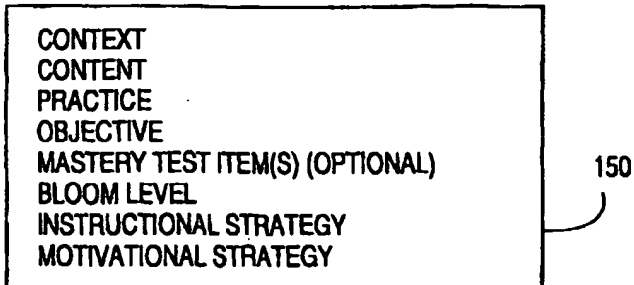 CONTEXT
CONTENT
PRACTICE
OBJECTIVE
MASTERY TEST ITEM(S) (OPTIONAL)
BLOOM LEVEL
INSTRUCTIONAL STRATEGY
MOTIVATIONAL STRATEGY
150